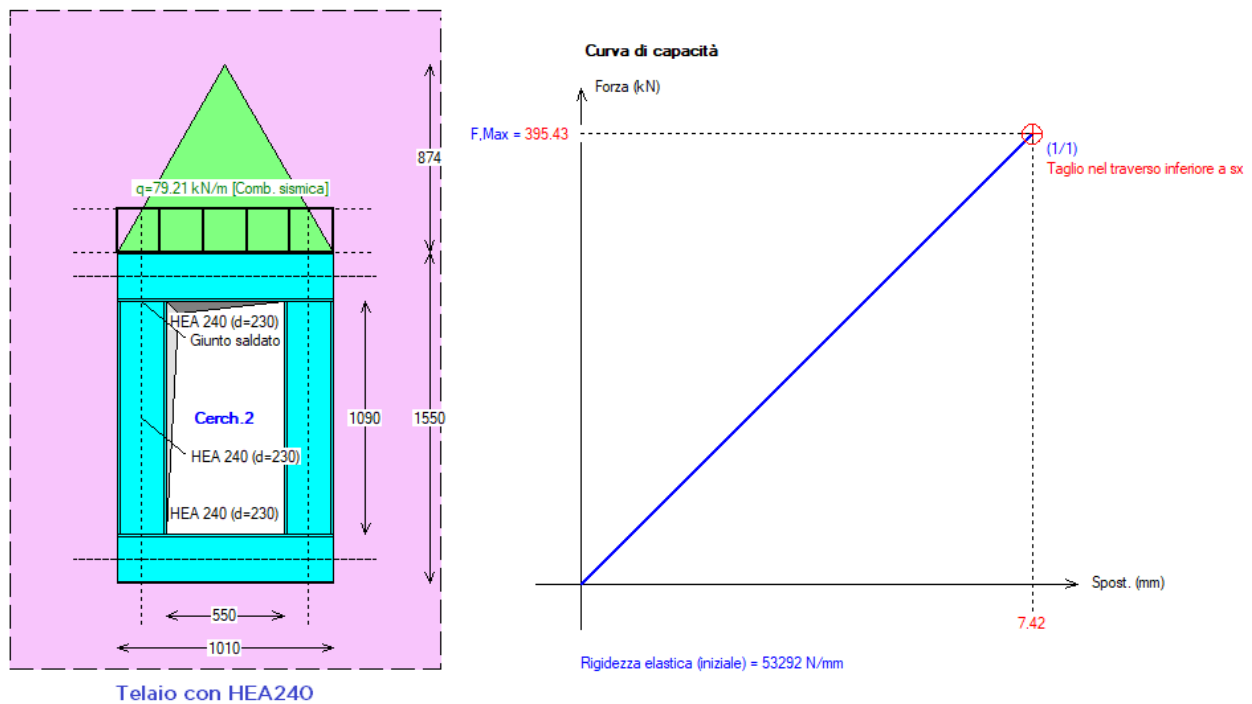 Curva di capacità
Forza (kN)
F,Max = 395.43
(1/1)
Taglio nel traverso inferiore a sx
874
q=79.21 kN/m [Comb. sismica]
HEA 240 (d=230)
Giunto saldato
Cerch.2
1090
1550
HEA 240 (d=230)
HEA 240 (d=230)
550
1010
Spost. (mm)
7.42
Rigidezza elastica (iniziale) = 53292 N/mm
Telaio con HEA240